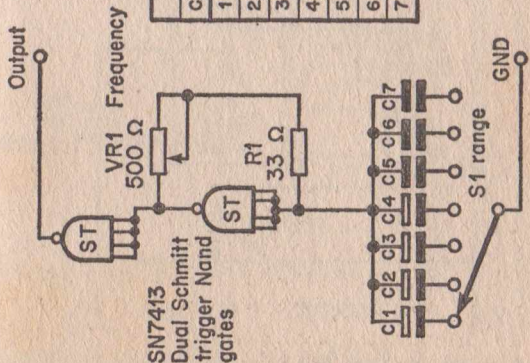 Output
Frequency
VR1
500 Ω
R1
33 Ω
ST
ST
SN7413
Dual Schmitt
trigger Nand
gates
C1
C2
C3
C4
C5
C6
C7
S1 range
GND
C
1
2
3
4
5
6
7